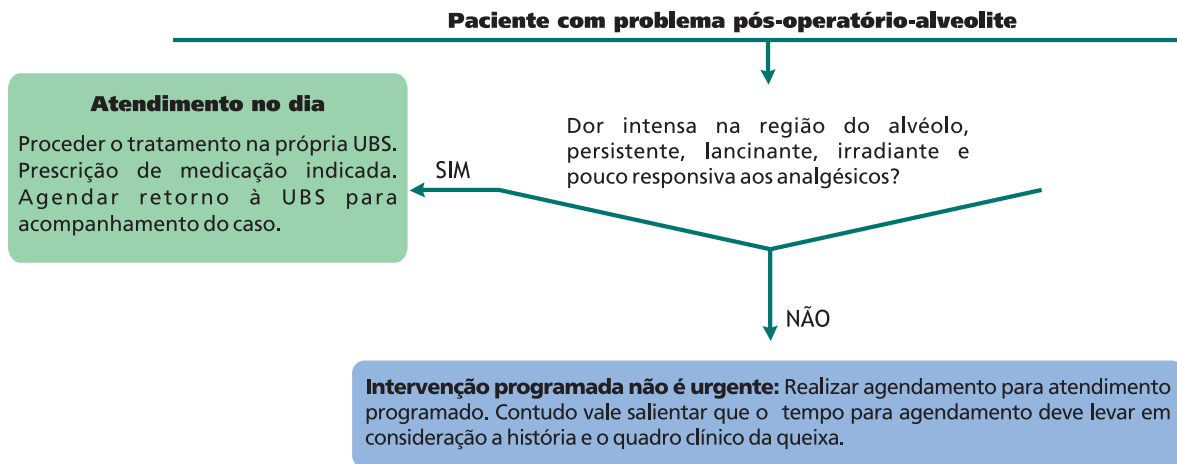 Paciente com problema pós-operatório-alveolite
Atendimento no dia
Proceder o tratamento na própria UBS.
Prescrição de medicação indicada.
Agendar retorno à UBS para
acompanhamento do caso.
SIM
Dor intensa na região do alvéolo,
persistente, lancinante, irradiante e
pouco responsiva aos analgésicos?
NÃO
Intervenção programada não é urgente: Realizar agendamento para atendimento
programado. Contudo vale salientar que o tempo para agendamento deve levar em
consideração a história e o quadro clínico da queixa.